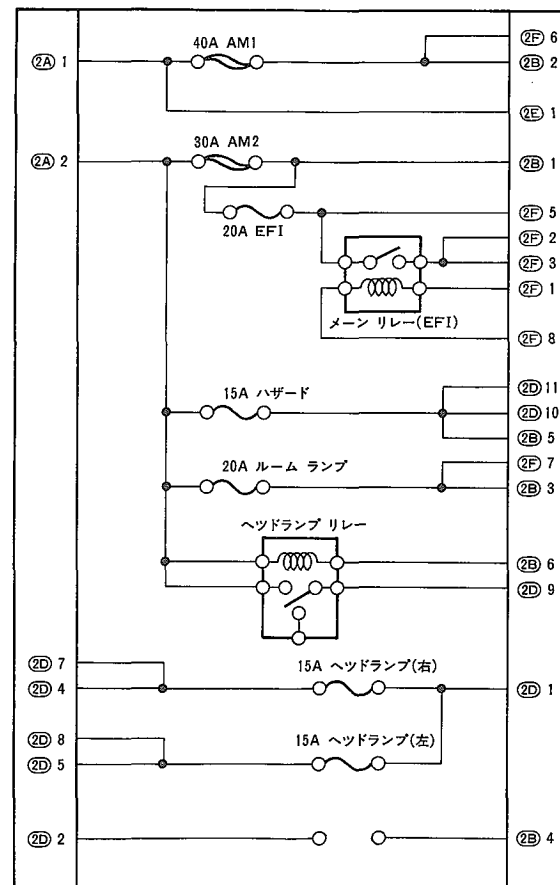 2F 6
40A AM1
2A 1
2B 2
2E 1
30A AM2
2A 2
2B 1
2F 5
20A EFI
2F 2
2F 3
2F 1
メーン リレー(EFI)
2F 8
15A ハザード
2D 11
2D 10
2B 5
20A ルーム ランプ
2F 7
2B 3
ヘツドランプ リレー
2B 6
2D 9
2D 7
15A ヘツドランプ(右)
2D 4
2D 1
2D 8
15A ヘツドランプ(左)
2D 5
2D 2
2B 4